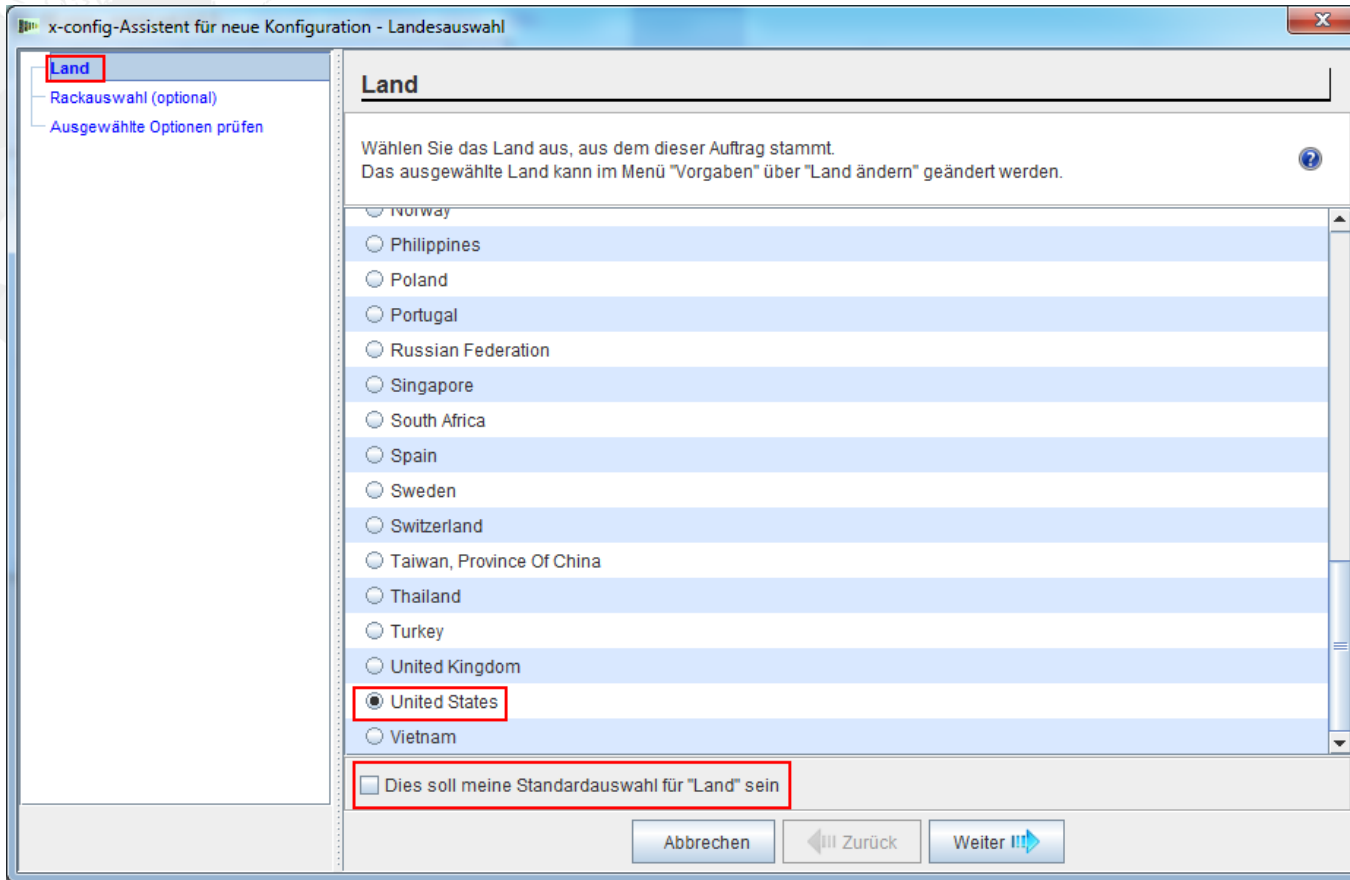 x-config-Assistent für neue Konfiguration - Landesauswahl
Land
Rackauswahl (optional)
Ausgewählte Optionen prüfen
Land
Wählen Sie das Land aus, aus dem dieser Auftrag stammt.
Das ausgewählte Land kann im Menü "Vorgaben" über "Land ändern" geändert werden.
Norway
Philippines
Poland
Portugal
Russian Federation
Singapore
South Africa
Spain
Sweden
Switzerland
Taiwan, Province Of China
Thailand
Turkey
United Kingdom
United States
Vietnam
Dies soll meine Standardauswahl für "Land" sein
Abbrechen
Zurück
Weiter